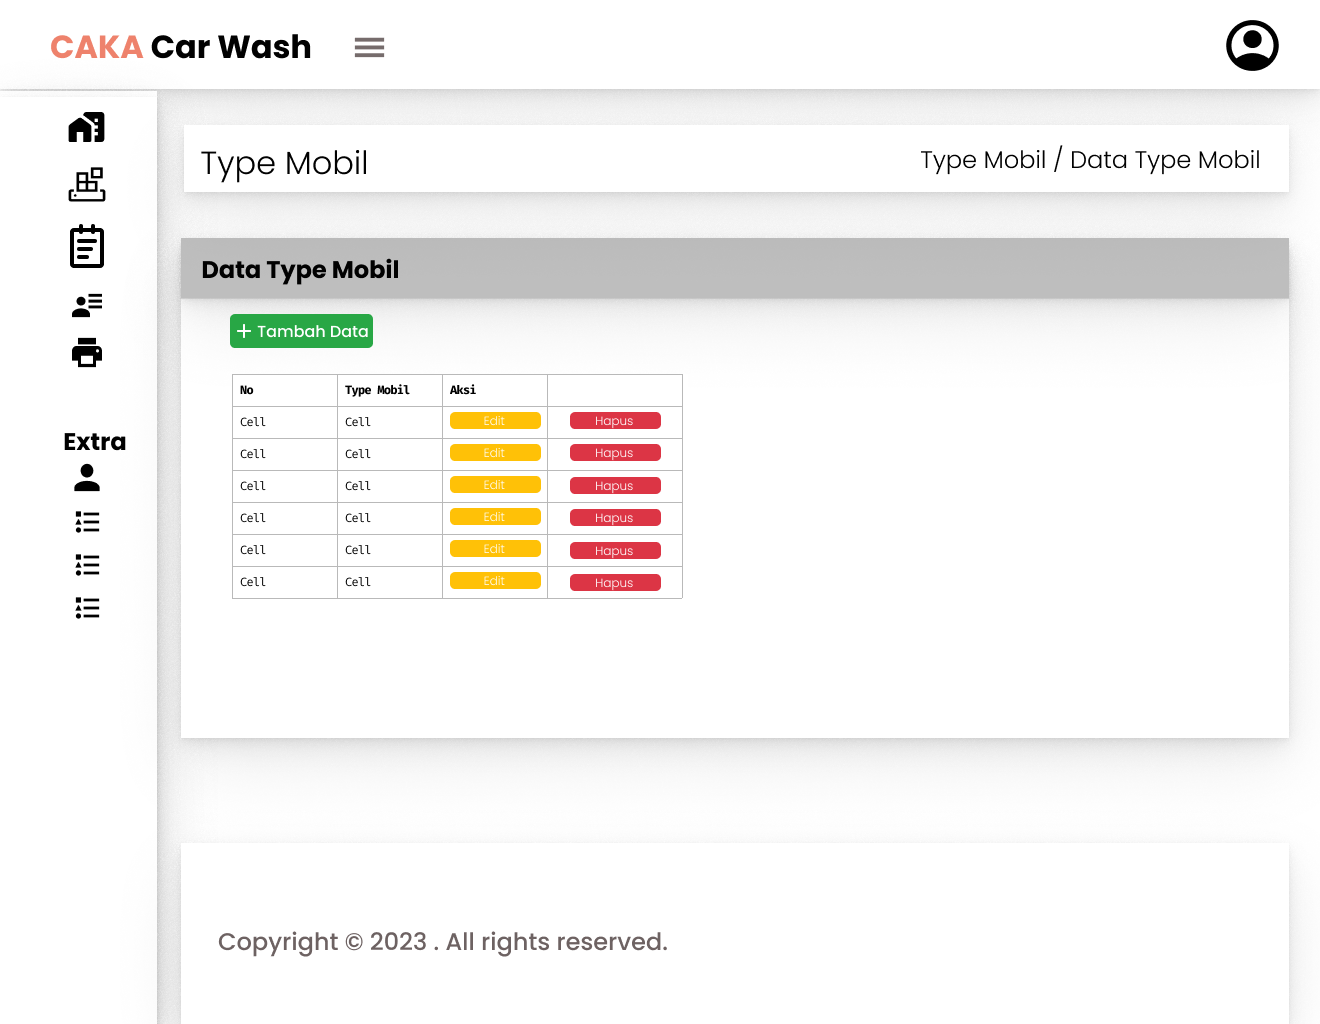 CAKA Car Wash
Type Mobil
Type Mobil / Data Type Mobil
Data Type Mobil
+ Tambah Data
No Type Mobil Aksi
Cell Cell Edit Hapus
Cell Cell Edit Hapus
Cell Cell Edit Hapus
Cell Cell Edit Hapus
Cell Cell Edit Hapus
Cell Cell Edit Hapus
Extra
Copyright © 2023 . All rights reserved.